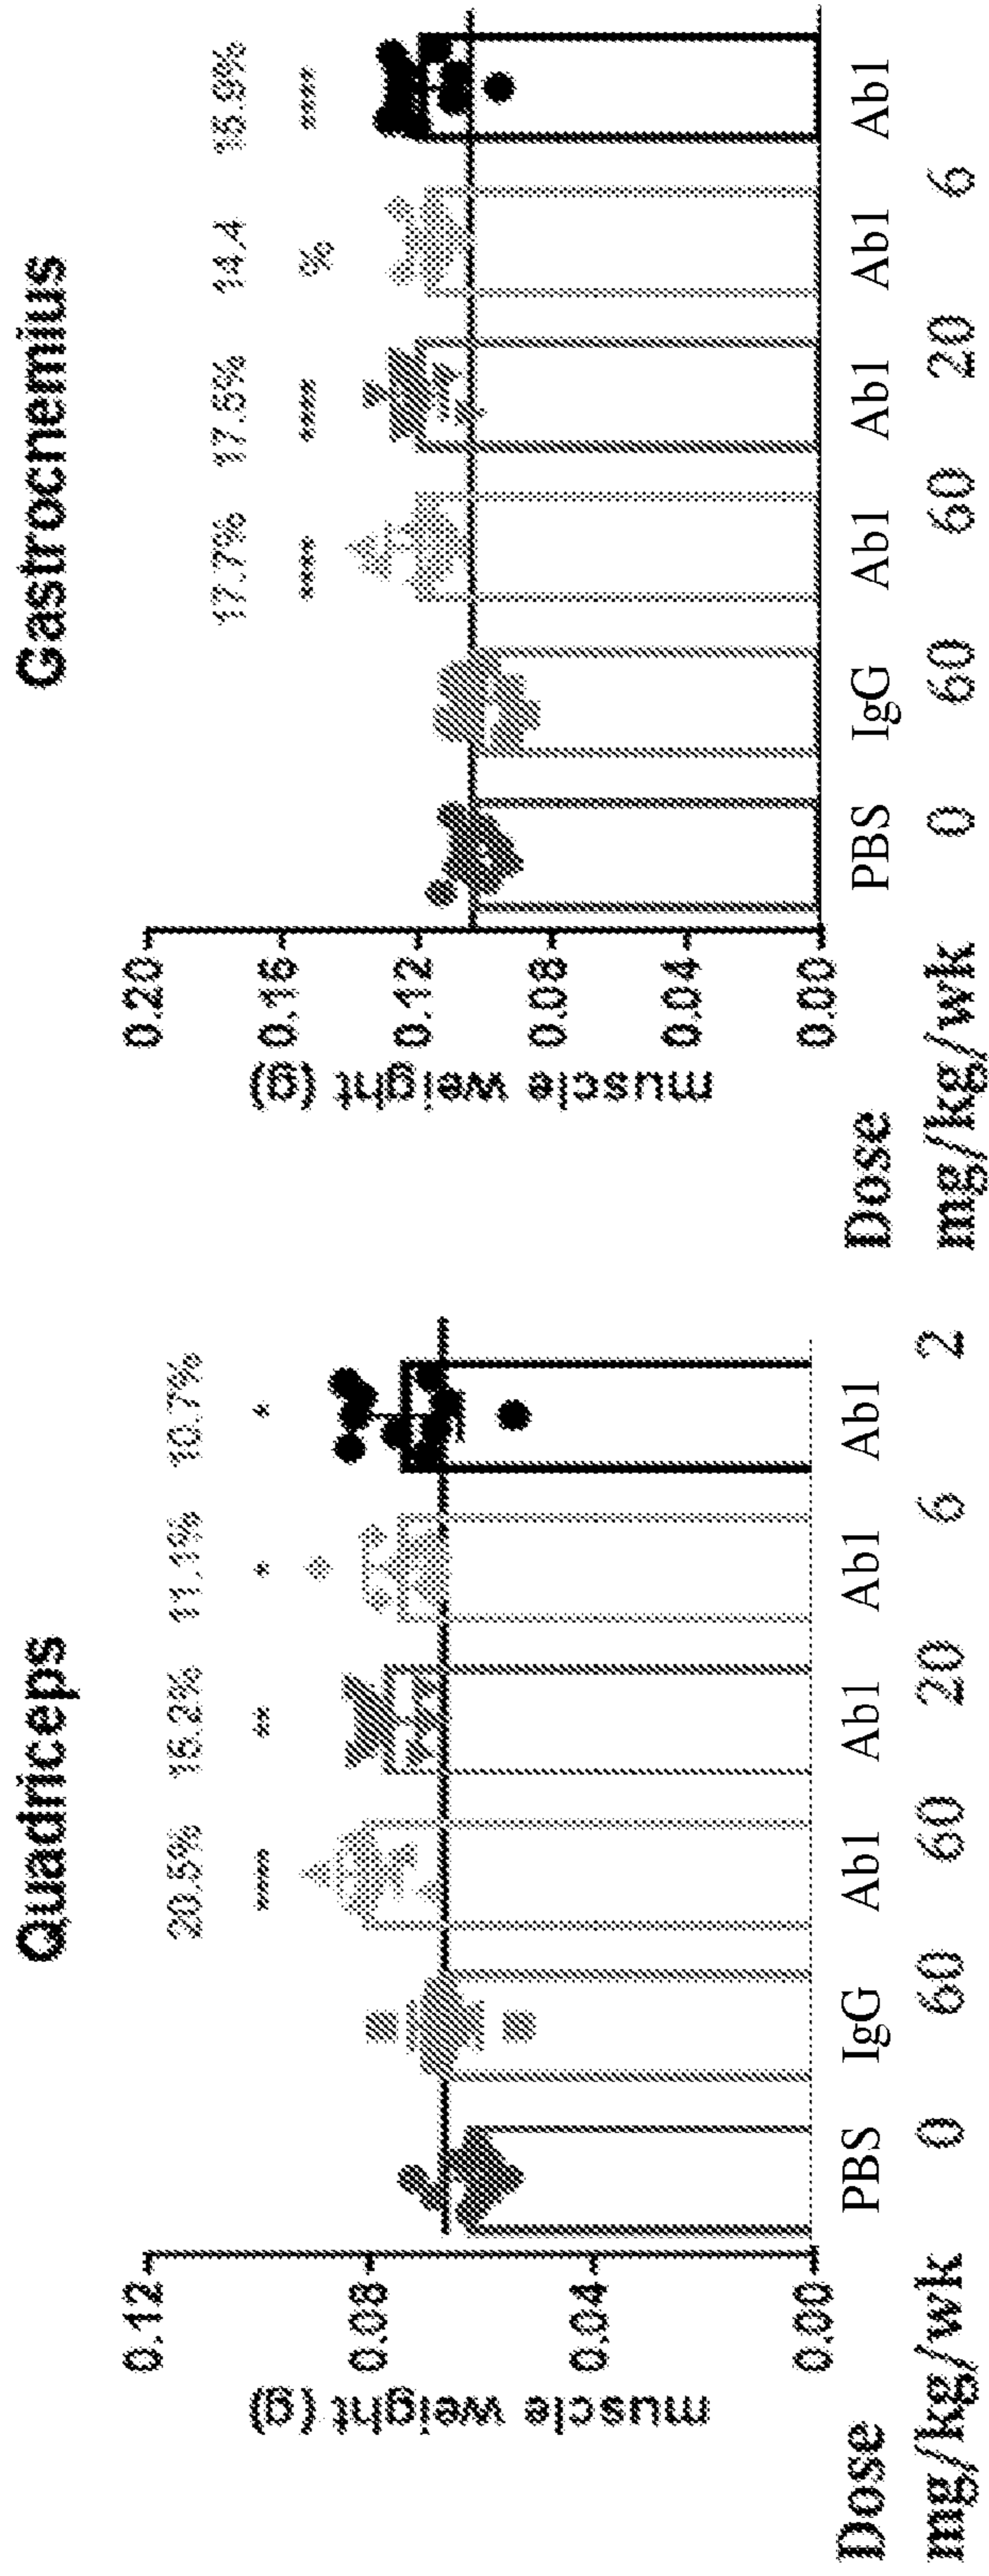 Quadriceps
20.5% 15.2% 11.1% 10.7%
**** ** * *
muscle weight (g)
0.12
0.08
0.04
0.00
PBS IgG Ab1 Ab1 Ab1 Ab1
Dose
mg/kg/wk 0 60 60 20 6 2
Gastrocnemius
17.7% 17.5% 14.4 15.9%
**** **** % ****
muscle weight (g)
0.20
0.16
0.12
0.08
0.04
0.00
PBS IgG Ab1 Ab1 Ab1 Ab1
Dose
mg/kg/wk 0 60 60 20 6